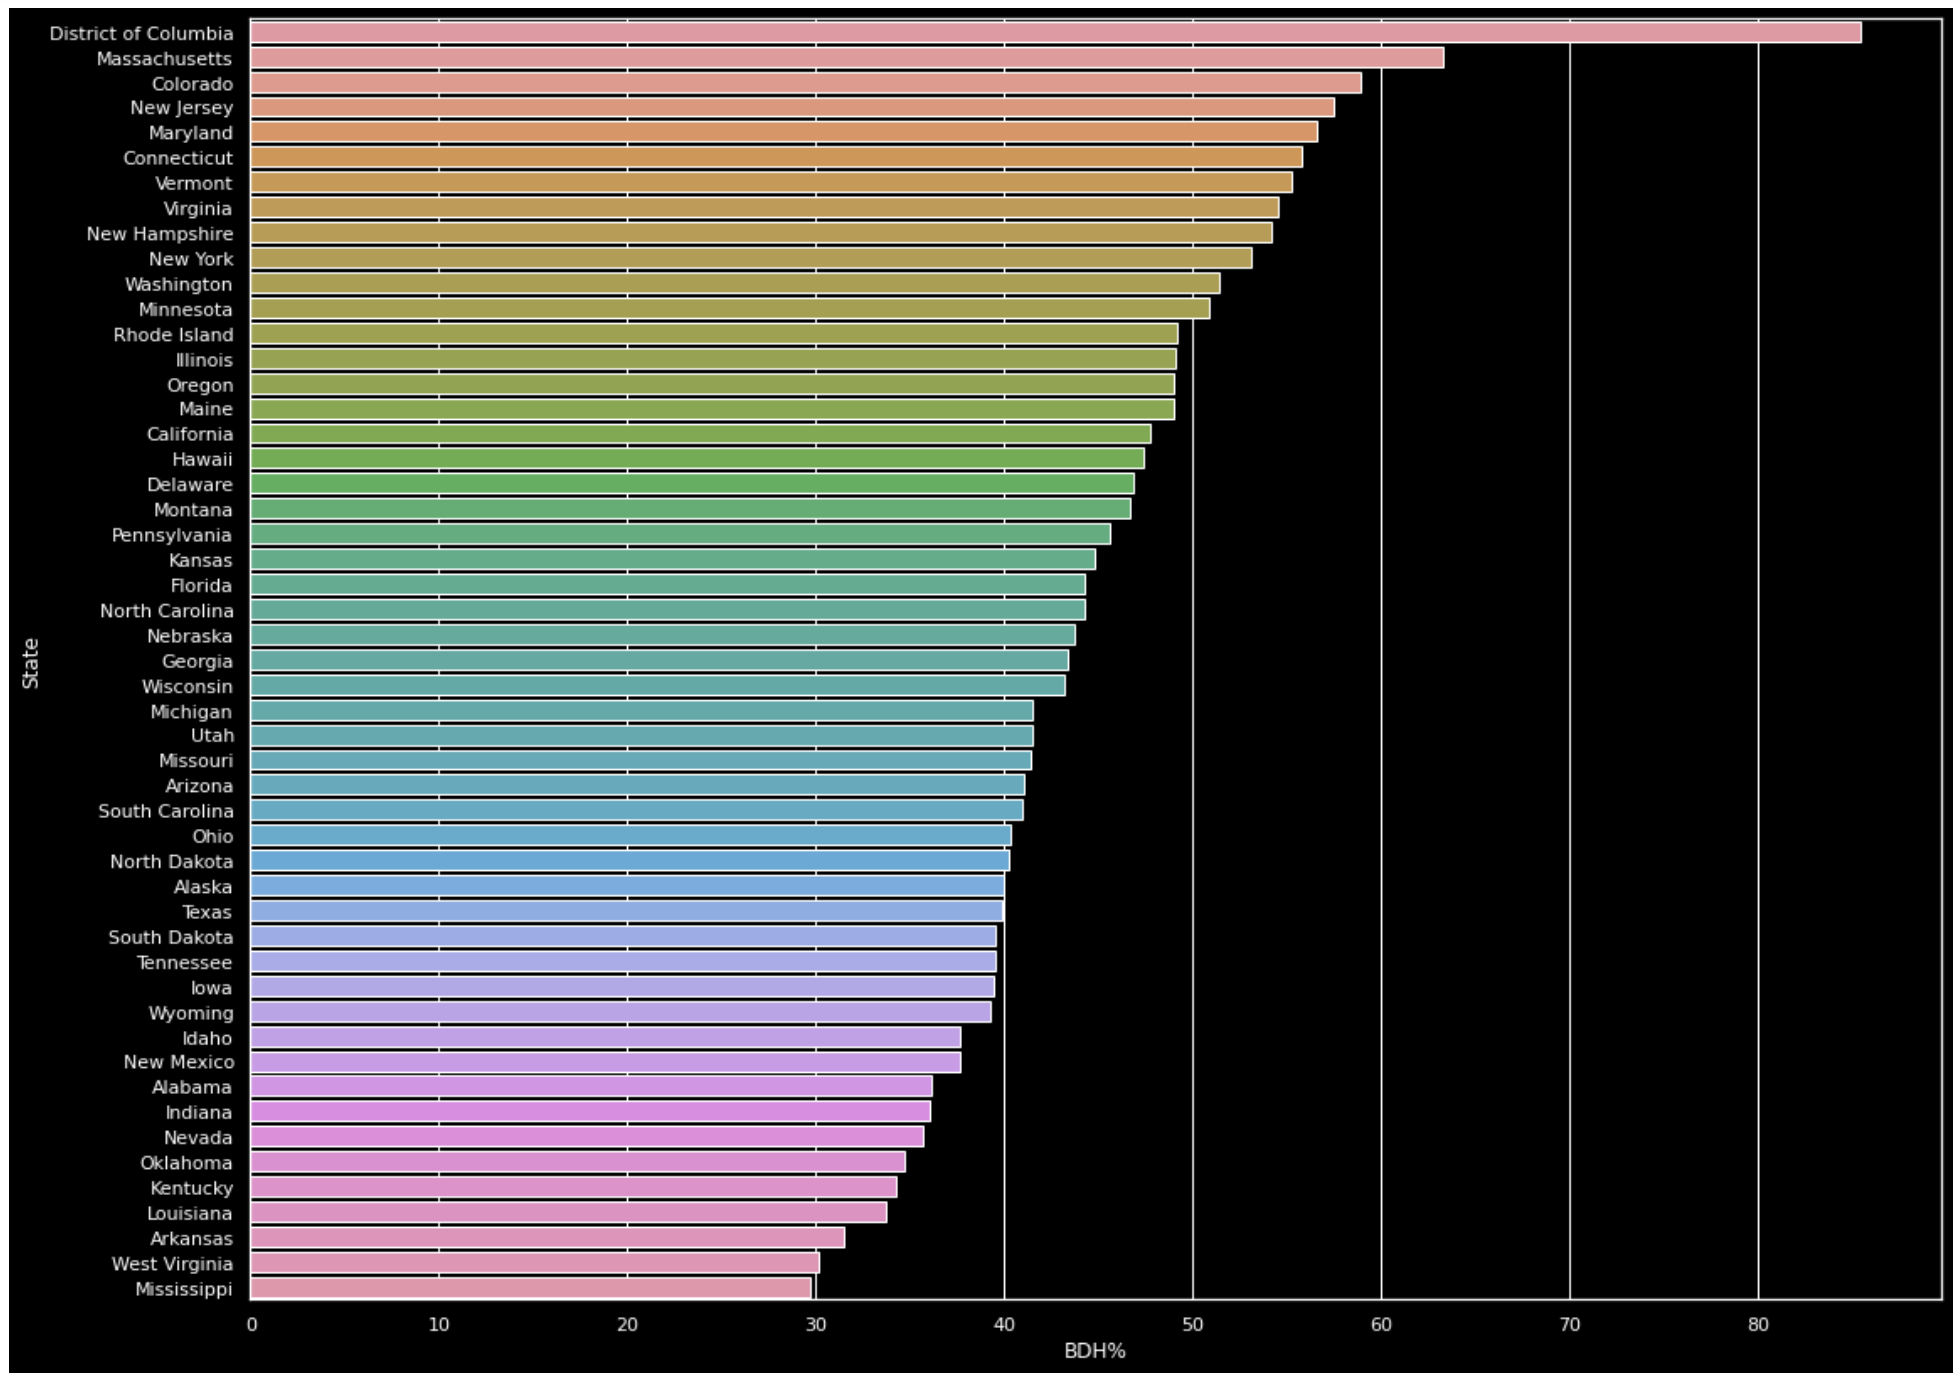 District of Columbia
Massachusetts
Colorado
New Jersey
Maryland
Connecticut
Vermont
Virginia
New Hampshire
New York
Washington
Minnesota
Rhode Island
Illinois
Oregon
Maine
California
Hawaii
Delaware
Montana
Pennsylvania
Kansas
Florida
North Carolina
Nebraska
Georgia
Wisconsin
Michigan
Utah
Missouri
Arizona
South Carolina
Ohio
North Dakota
Alaska
Texas
South Dakota
Tennessee
Iowa
Wyoming
Idaho
New Mexico
Alabama
Indiana
Nevada
Oklahoma
Kentucky
Louisiana
Arkansas
West Virginia
Mississippi
State
0 10 20 30 40 50 60 70 80
BDH%